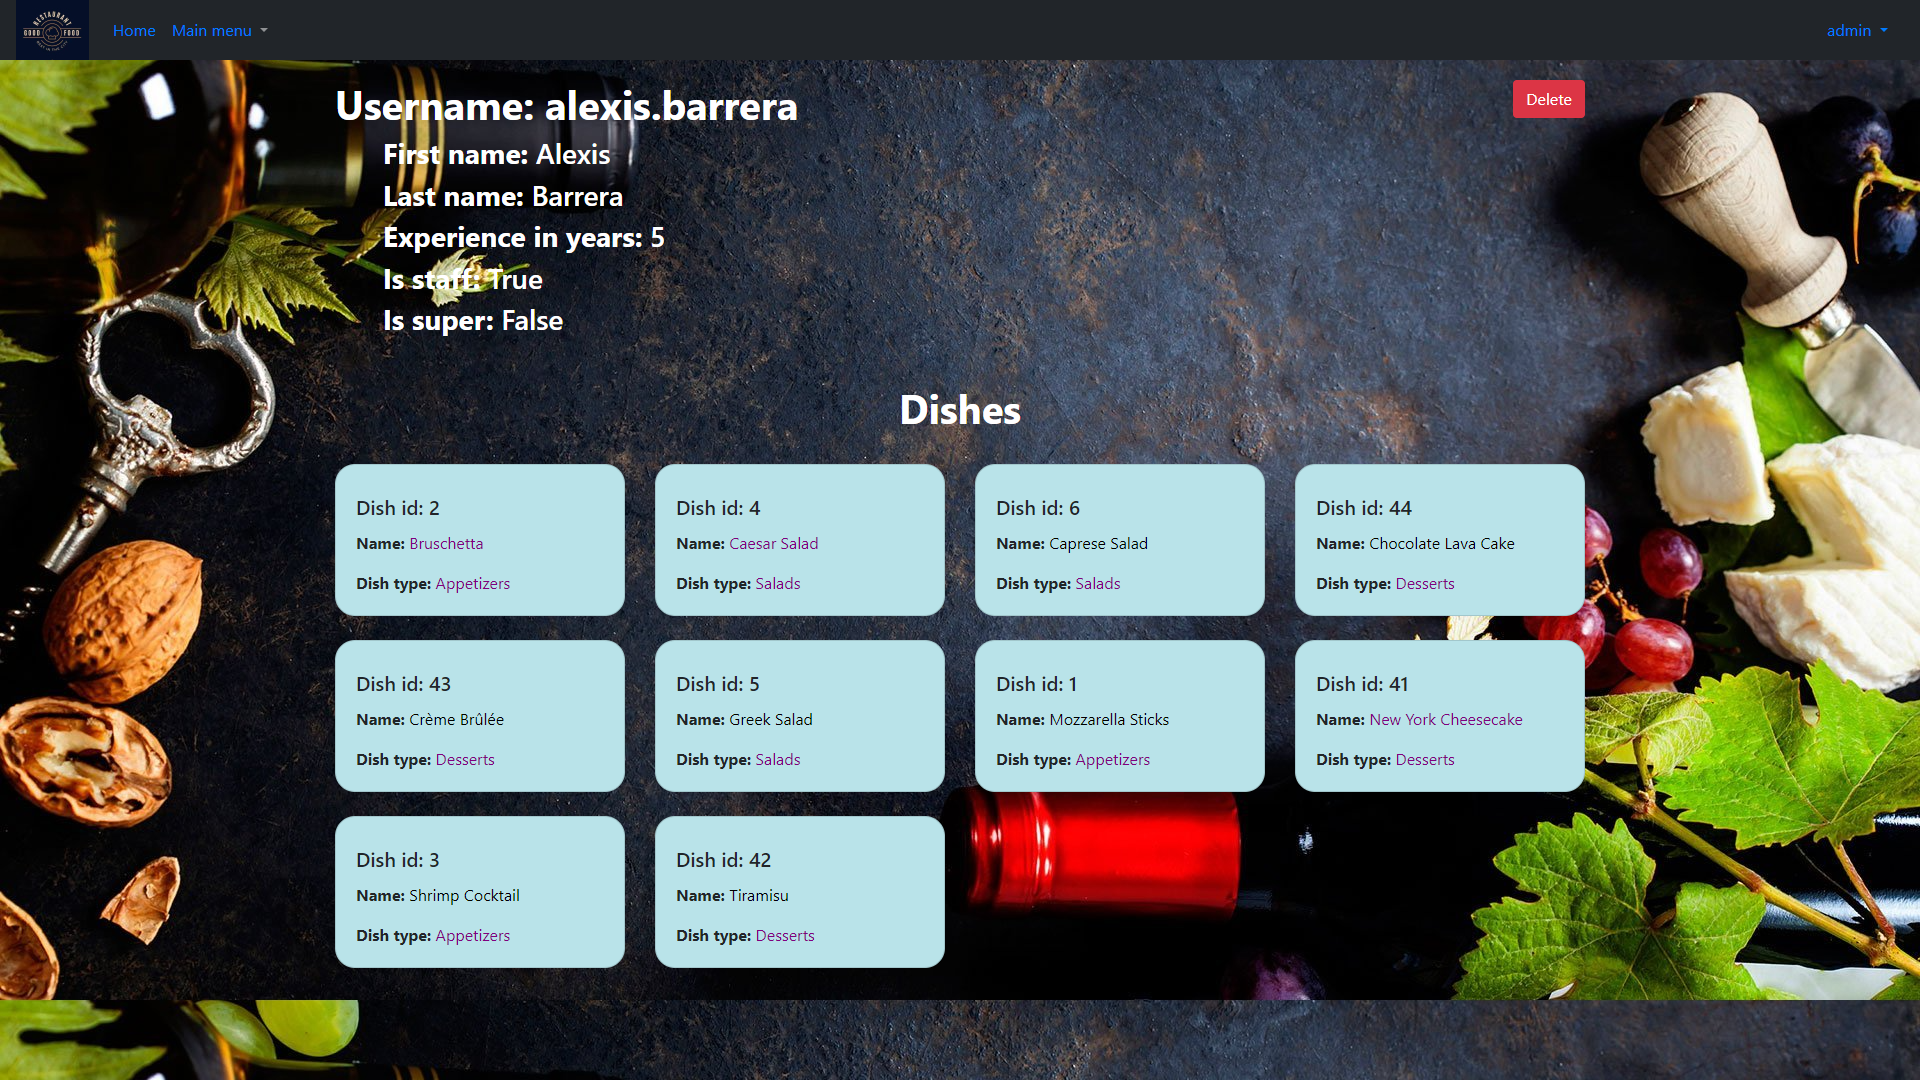 RESTAURANT
GOOD FOOD
Home
Main menu
admin
Username: alexis.barrera
Delete
First name: Alexis
Last name: Barrera
Experience in years: 5
Is staff: True
Is super: False
Dishes
Dish id: 2
Name: Bruschetta
Dish type: Appetizers
Dish id: 4
Name: Caesar Salad
Dish type: Salads
Dish id: 6
Name: Caprese Salad
Dish type: Salads
Dish id: 44
Name: Chocolate Lava Cake
Dish type: Desserts
Dish id: 43
Name: Crème Brûlée
Dish type: Desserts
Dish id: 5
Name: Greek Salad
Dish type: Salads
Dish id: 1
Name: Mozzarella Sticks
Dish type: Appetizers
Dish id: 41
Name: New York Cheesecake
Dish type: Desserts
Dish id: 3
Name: Shrimp Cocktail
Dish type: Appetizers
Dish id: 42
Name: Tiramisu
Dish type: Desserts